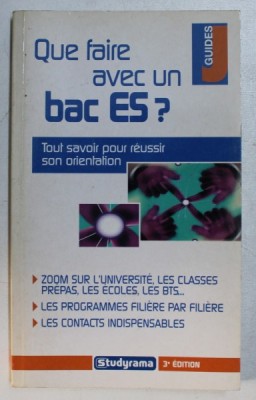 GUIDES
Que faire
avec un
bac ES ?
Tout savoir pour réussir
son orientation
ZOOM SUR L'UNIVERSITÉ, LES CLASSES
PRÉPAS, LES ÉCOLES, LES BTS...
LES PROGRAMMES FILIÈRE PAR FILIÈRE
LES CONTACTS INDISPENSABLES
studyrama
3e ÉDITION